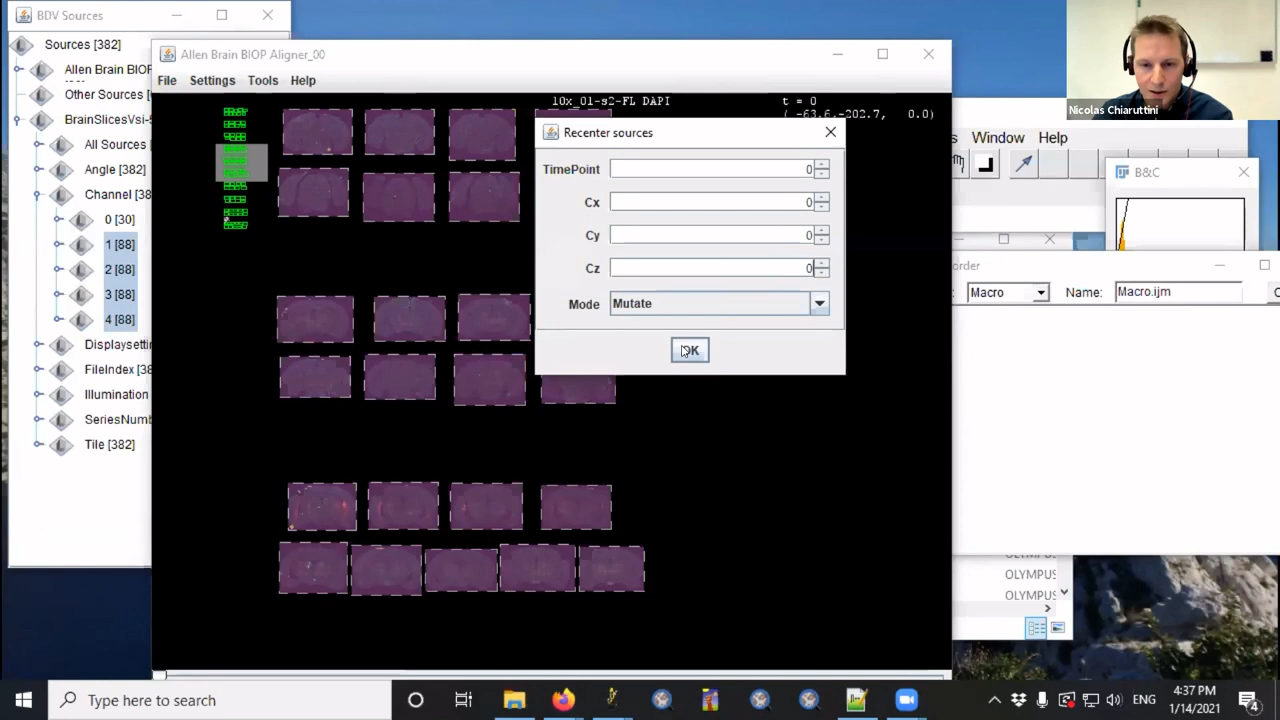 BDV Sources
Sources [382]
Allen Brain BIOP
Other Sources [
BrainSlicesVsi-
All Sources
Angle [382]
Channel [38
0 [30]
1 [88]
2 [88]
3 [88]
4 [88]
Displaysetting
FileIndex [38
Illumination
SeriesNumb
Tile [382]
Allen Brain BIOP Aligner_00
File Settings Tools Help
10x_01-s2-FL DAPI
t = 0
( -63.6,-202.7, 0.0)
Recenter sources
TimePoint 0
Cx 0
Cy 0
Cz 0
Mode Mutate
OK
Nicolas Chiaruttini
s Window Help
B&C
order
: Macro Name: Macro.ijm
OLYMPUS
OLYMPUS
Type here to search
ENG
4:37 PM
1/14/2021
4